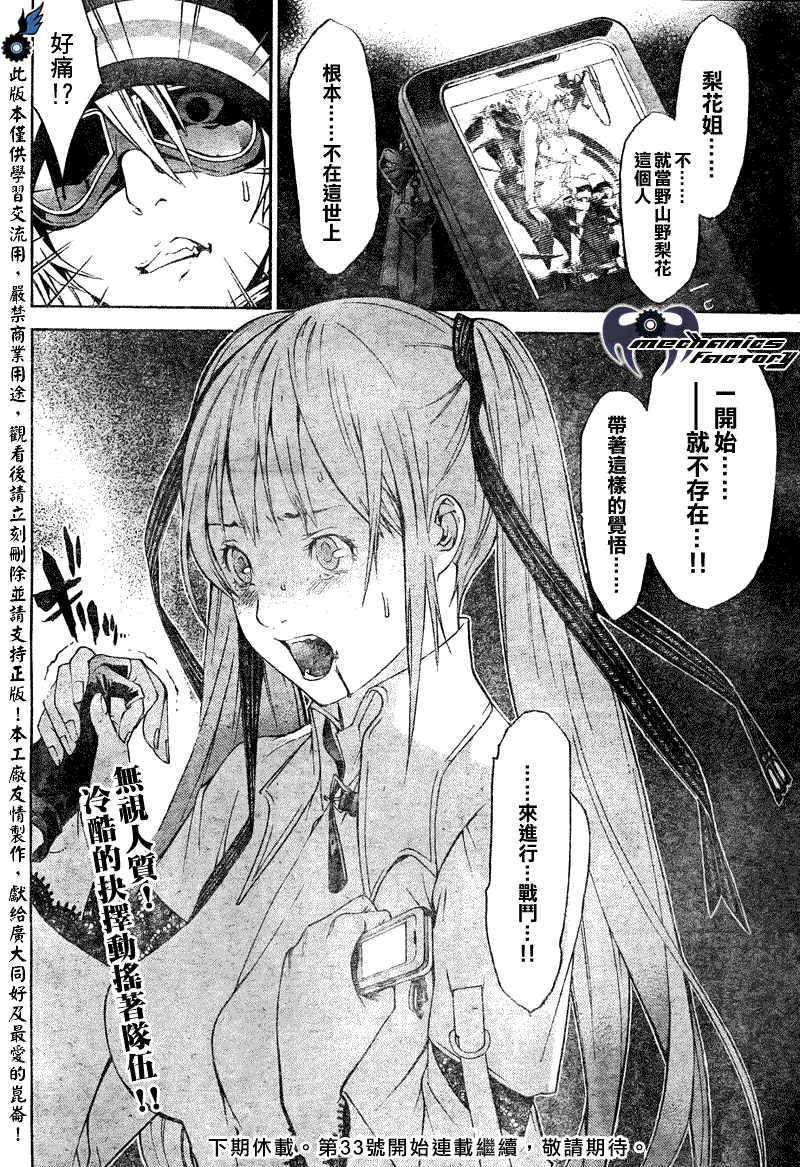 梨花姐……
不……
就當野山野梨花
這個人
根本……不在這世上
好痛!?
mechanics
Factory
一開始……
——就不存在…!!
帶著這樣的覺悟……
……來進行…戰鬥…!!
無視人質!
冷酷的抉擇動搖著隊伍!!
下期休載。第33號開始連載繼續，敬請期待。
此版本僅供學習交流用，嚴禁商業用途，觀看後請立刻刪除並請支持正版！本工廠友情製作，獻給廣大同好及最愛的崑崙！